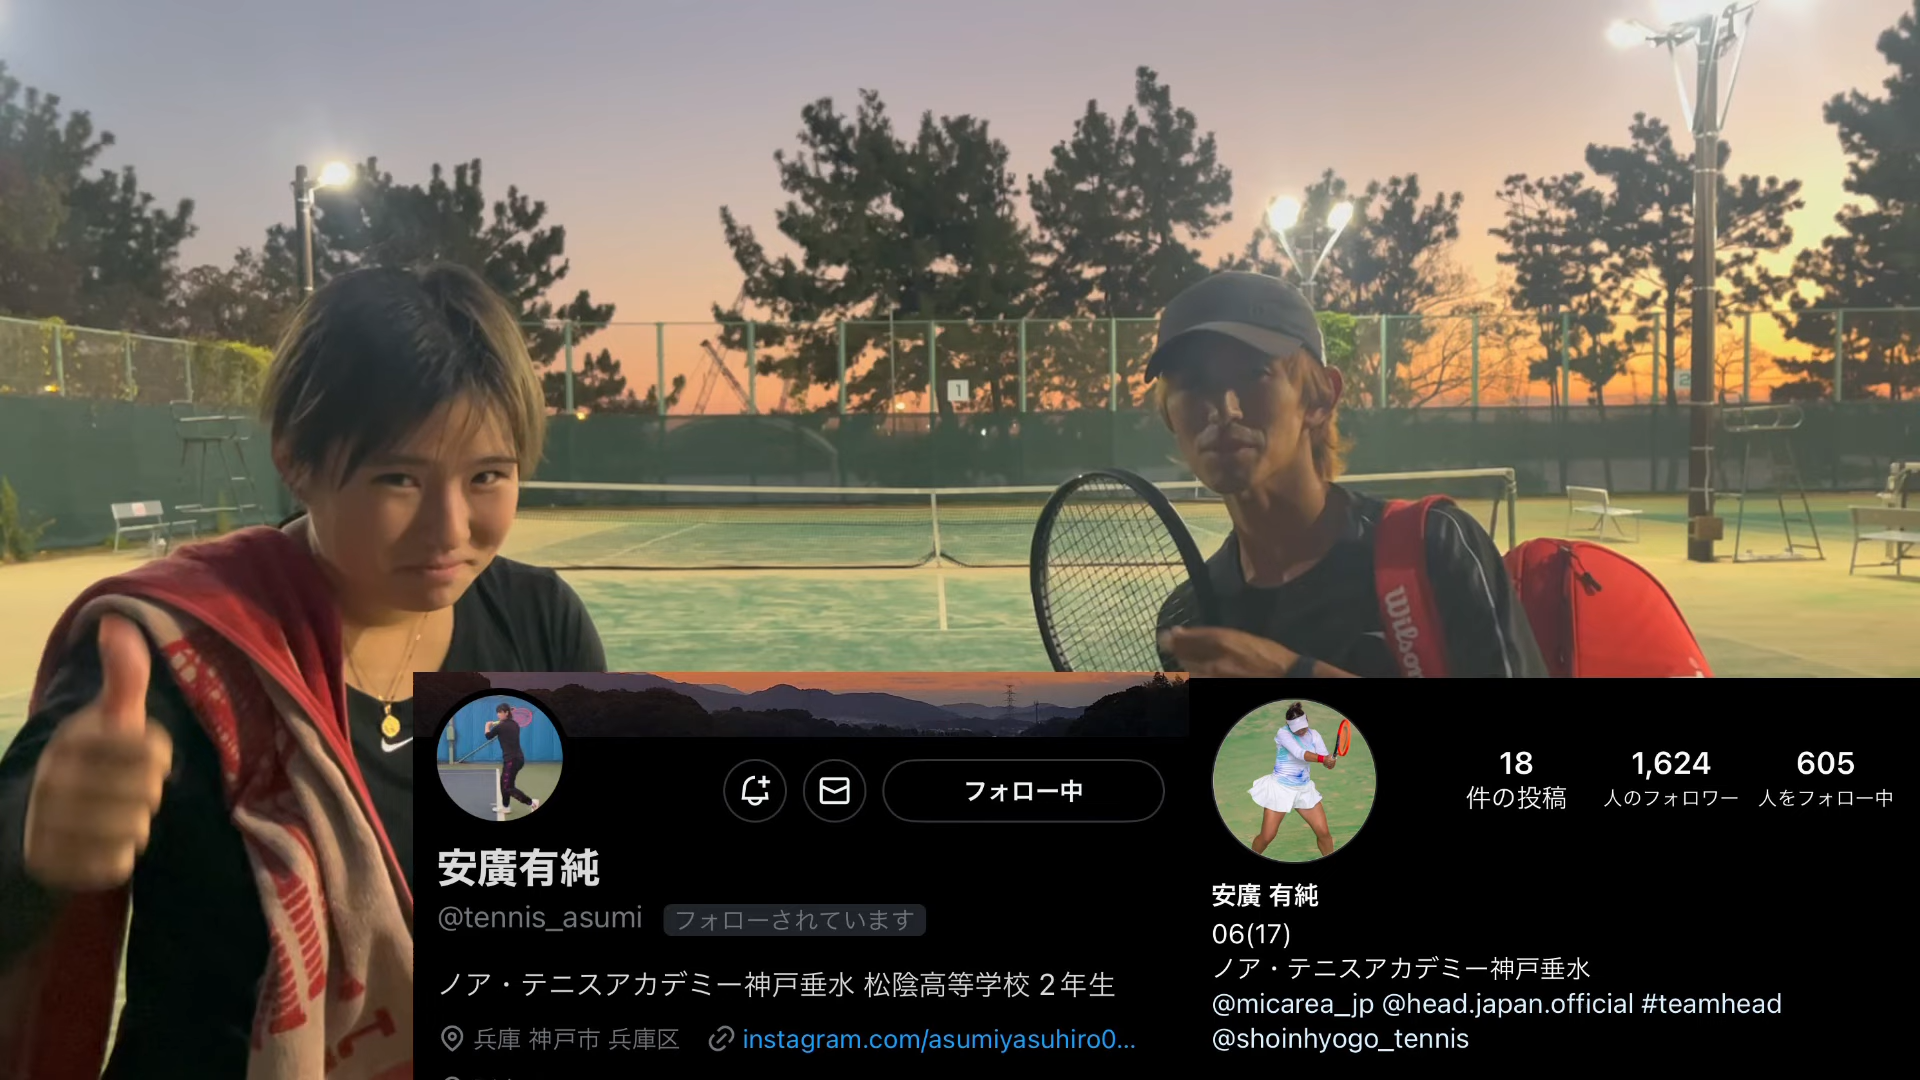 1
2
Wilson
フォロー中
安廣有純
@tennis_asumi フォローされています
ノア・テニスアカデミー神戸垂水 松陰高等学校 2年生
兵庫 神戸市 兵庫区 instagram.com/asumiyasuhiro0...
18 1,624 605
件の投稿 人のフォロワー 人をフォロー中
安廣 有純
06(17)
ノア・テニスアカデミー神戸垂水
@micarea_jp @head.japan.official #teamhead
@shoinhyogo_tennis